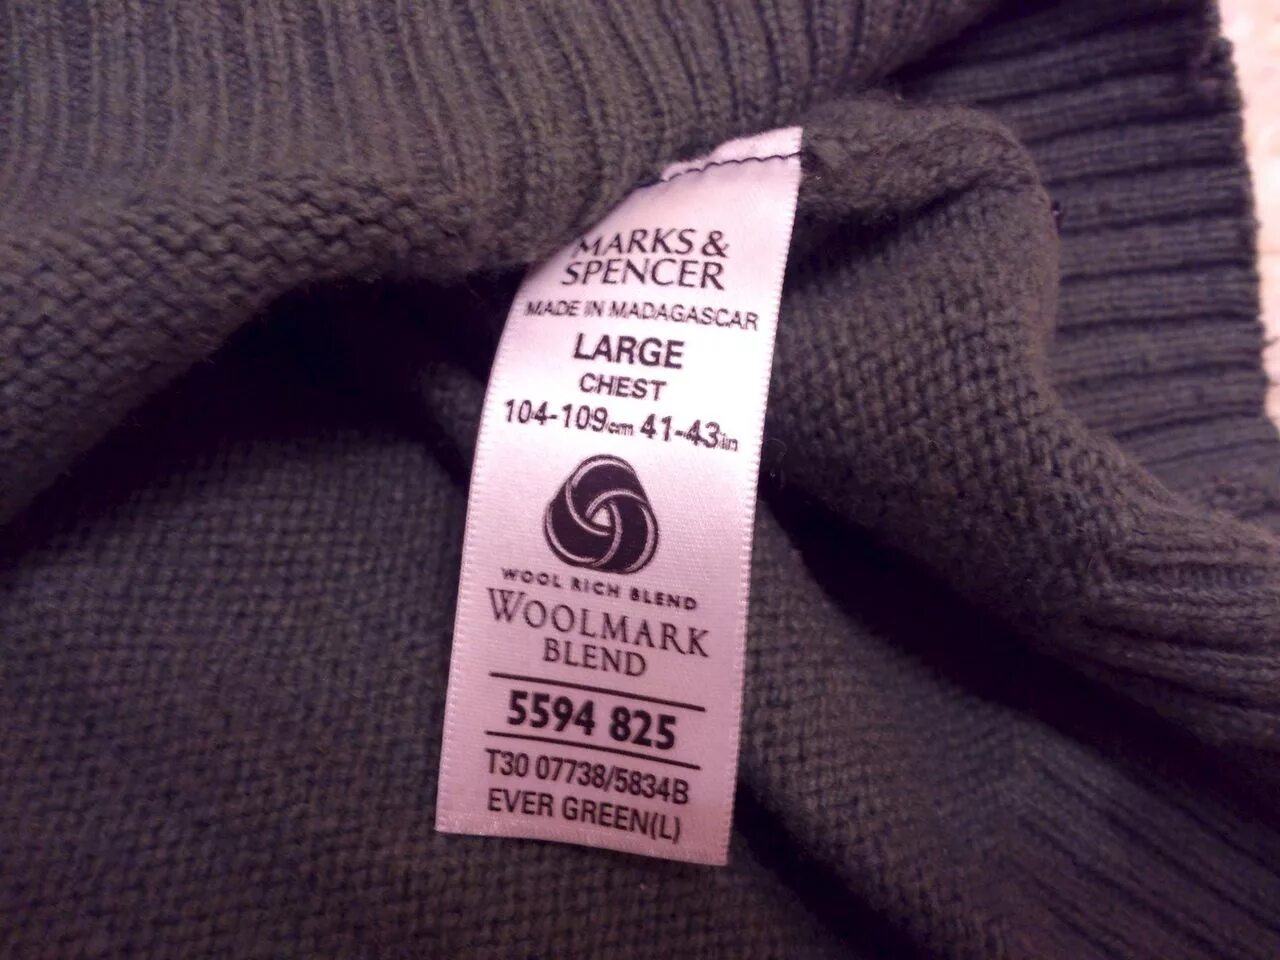 MARKS &
SPENCER
MADE IN MADAGASCAR
LARGE
CHEST
104-109cm 41-43in
WOOL RICH BLEND
WOOLMARK
BLEND
5594 825
T30 07738/5834B
EVER GREEN(L)